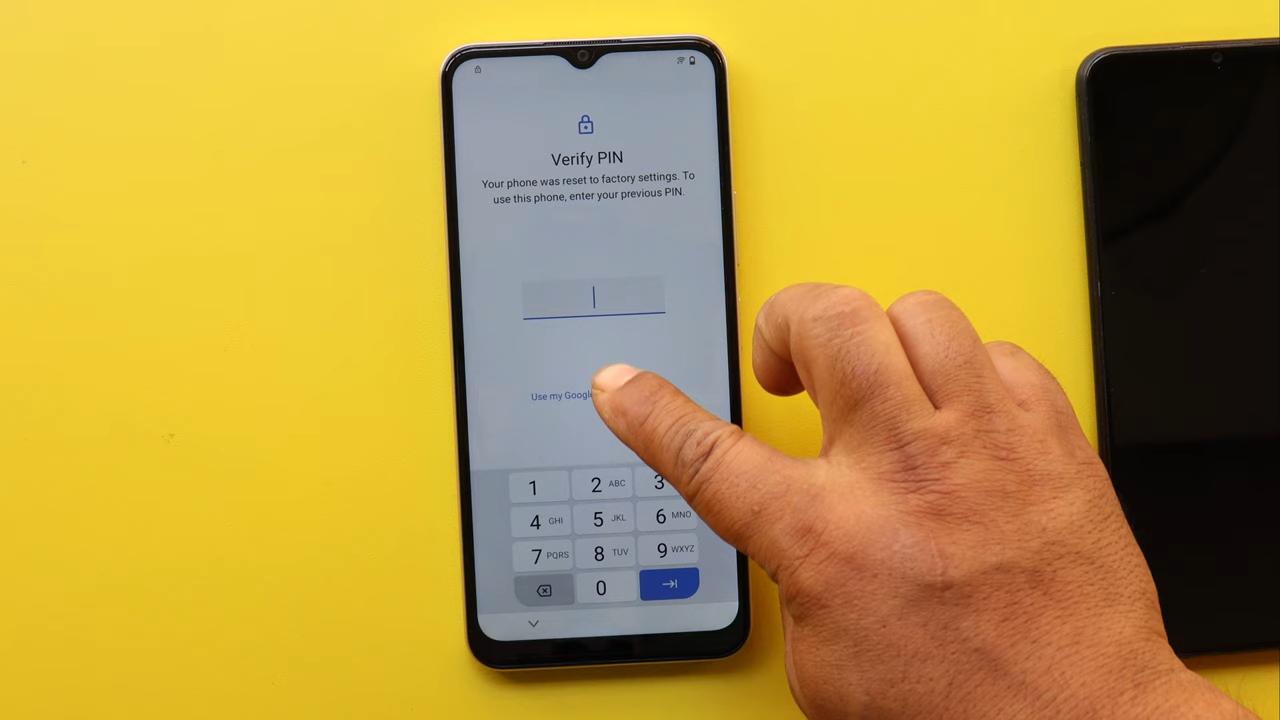 Verify PIN
Your phone was reset to factory settings. To
use this phone, enter your previous PIN.
Use my Google
1 2 ABC 3
4 GHI 5 JKL 6 MNO
7 PQRS 8 TUV 9 WXYZ
0